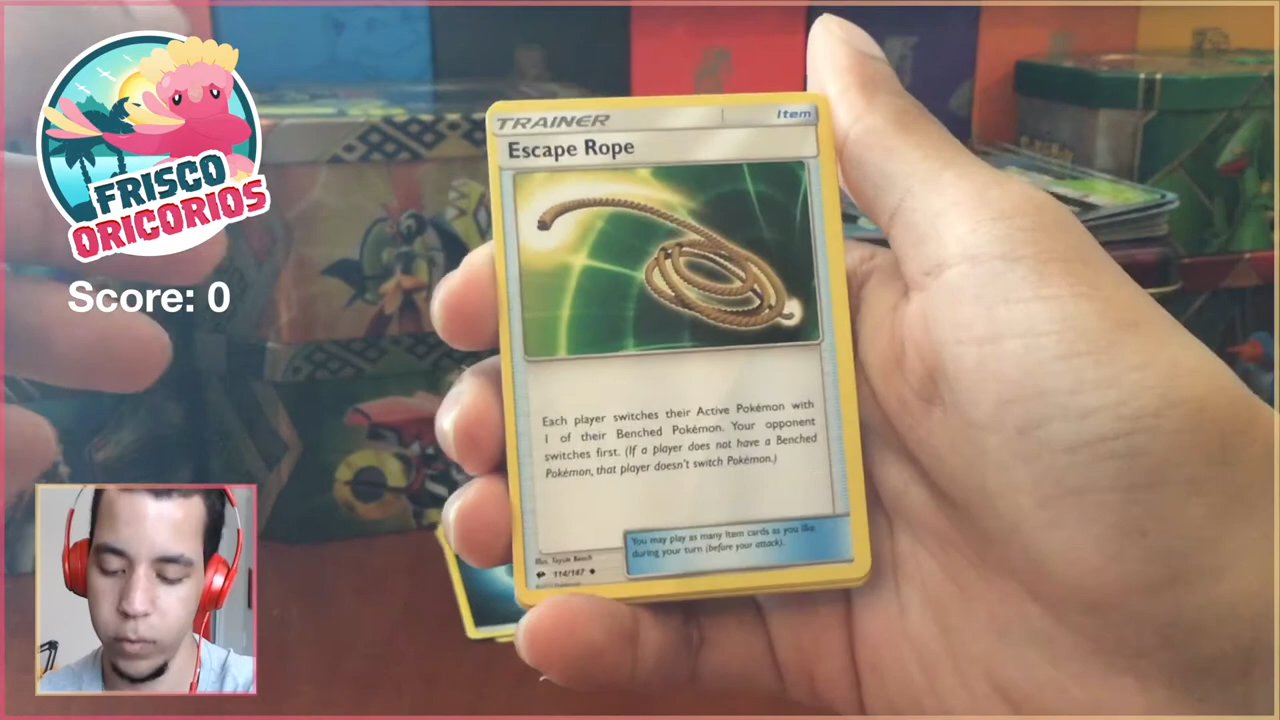 FRISCO
ORICORIOS
Score: 0
TRAINER
Item
Escape Rope
Each player switches their Active Pokémon with
1 of their Benched Pokémon. Your opponent
switches first. (If a player does not have a Benched
Pokémon, that player doesn't switch Pokémon.)
You may play as many Item cards as you like
during your turn (before your attack).
Illus. Toyste Beach
114/147